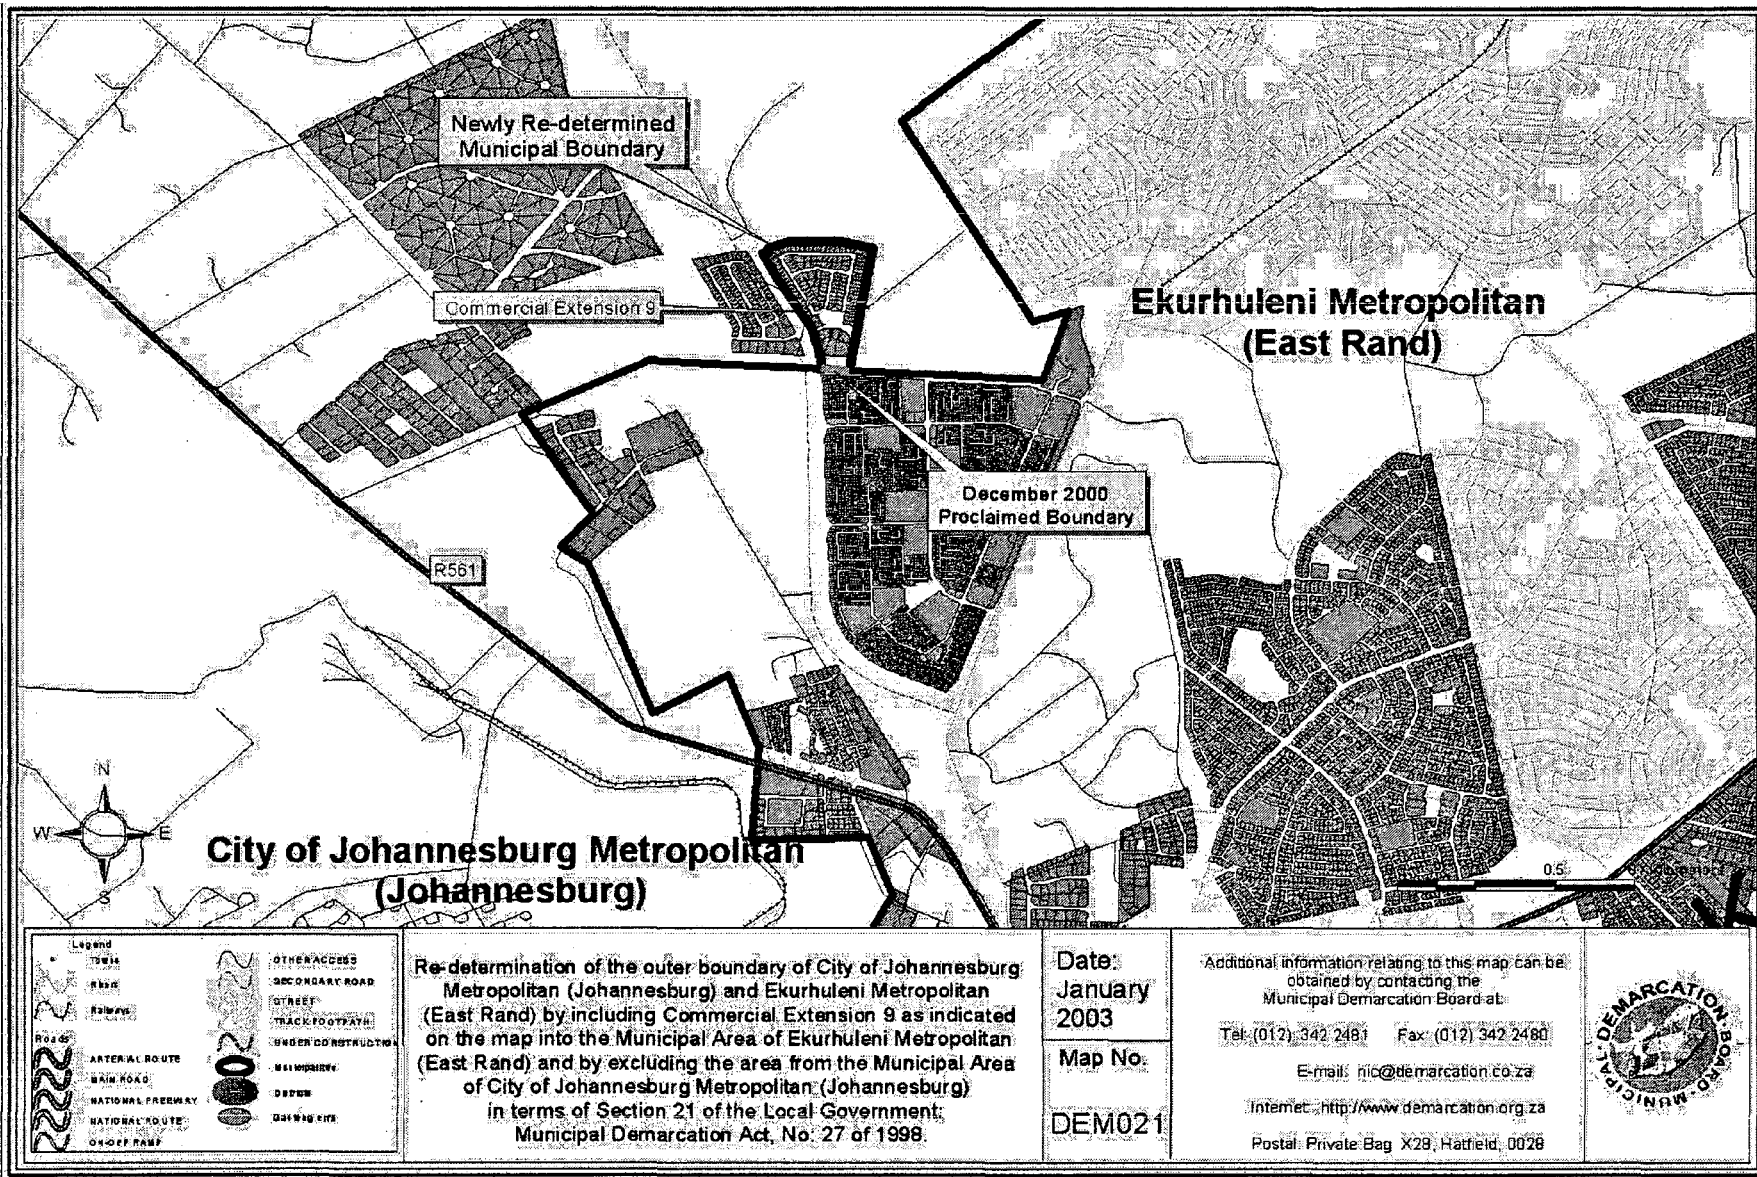 Newly Re-determined
Municipal Boundary
Commercial Extension 9
Ekurhuleni Metropolitan
(East Rand)
December 2000
Proclaimed Boundary
R561
N
W
E
S
City of Johannesburg Metropolitan
(Johannesburg)
0.5
Legend
Railways
Roads
ARTERIAL ROUTE
MAIN ROAD
NATIONAL FREEWAY
NATIONAL ROUTE
ON-OFF RAMP
OTHER ACCESS
SECONDARY ROAD
STREET
TRACK FOOTPATH
UNDER CONSTRUCTION
Re-determination of the outer boundary of City of Johannesburg
Metropolitan (Johannesburg) and Ekurhuleni Metropolitan
(East Rand) by including Commercial Extension 9 as indicated
on the map into the Municipal Area of Ekurhuleni Metropolitan
(East Rand) and by excluding the area from the Municipal Area
of City of Johannesburg Metropolitan (Johannesburg)
in terms of Section 21 of the Local Government:
Municipal Demarcation Act, No. 27 of 1998.
Date:
January
2003
Map No.
DEM021
Additional information relating to this map can be
obtained by contacting the
Municipal Demarcation Board at:
Tel: (012) 342 2481 Fax: (012) 342 2480
E-mail: nic@demarcation.co.za
Internet: http://www.demarcation.org.za
Postal: Private Bag X28, Hatfield, 0028
MUNICIPAL DEMARCATION BOARD